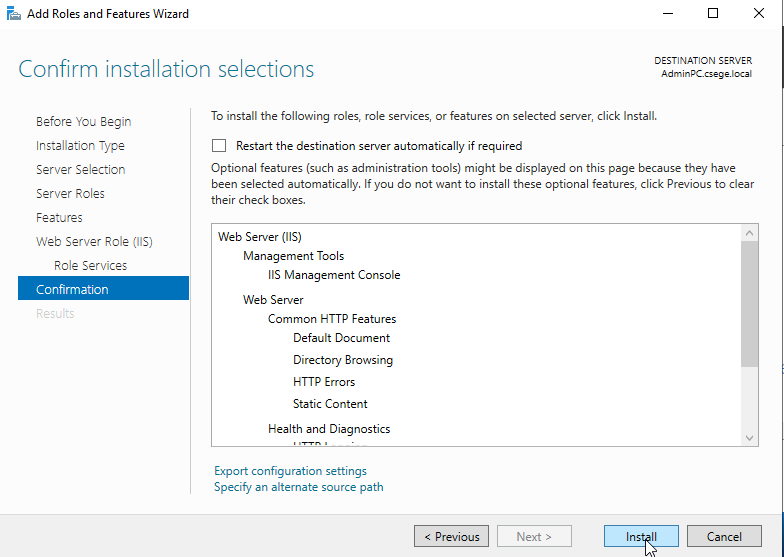 Add Roles and Features Wizard
Confirm installation selections
DESTINATION SERVER
AdminPC.csege.local
Before You Begin
Installation Type
Server Selection
Server Roles
Features
Web Server Role (IIS)
Role Services
Confirmation
Results
To install the following roles, role services, or features on selected server, click Install.
Restart the destination server automatically if required
Optional features (such as administration tools) might be displayed on this page because they have
been selected automatically. If you do not want to install these optional features, click Previous to clear
their check boxes.
Web Server (IIS)
Management Tools
IIS Management Console
Web Server
Common HTTP Features
Default Document
Directory Browsing
HTTP Errors
Static Content
Health and Diagnostics
Export configuration settings
Specify an alternate source path
< Previous
Next >
Install
Cancel